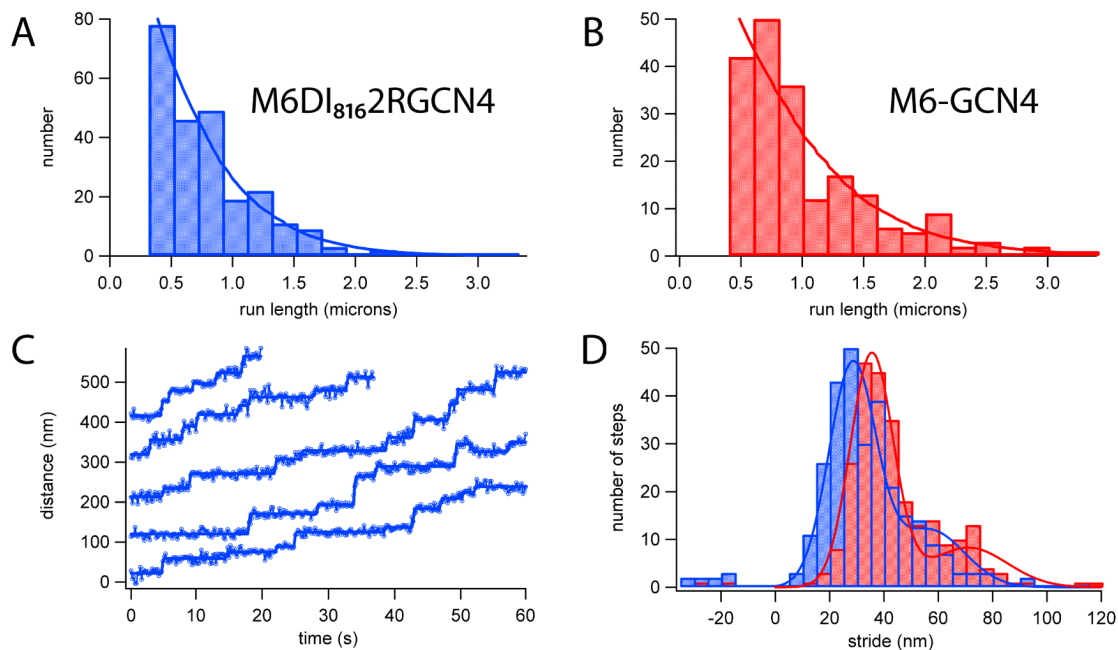 A
80
60
40
20
0
number
M6DI₈₁₆2RGCN4
0.0 0.5 1.0 1.5 2.0 2.5 3.0
run length (microns)
B
50
40
30
20
10
0
number
M6-GCN4
0.0 0.5 1.0 1.5 2.0 2.5 3.0
run length (microns)
C
500
400
300
200
100
0
distance (nm)
0 10 20 30 40 50 60
time (s)
D
50
40
30
20
10
0
number of steps
-20 0 20 40 60 80 100 120
stride (nm)